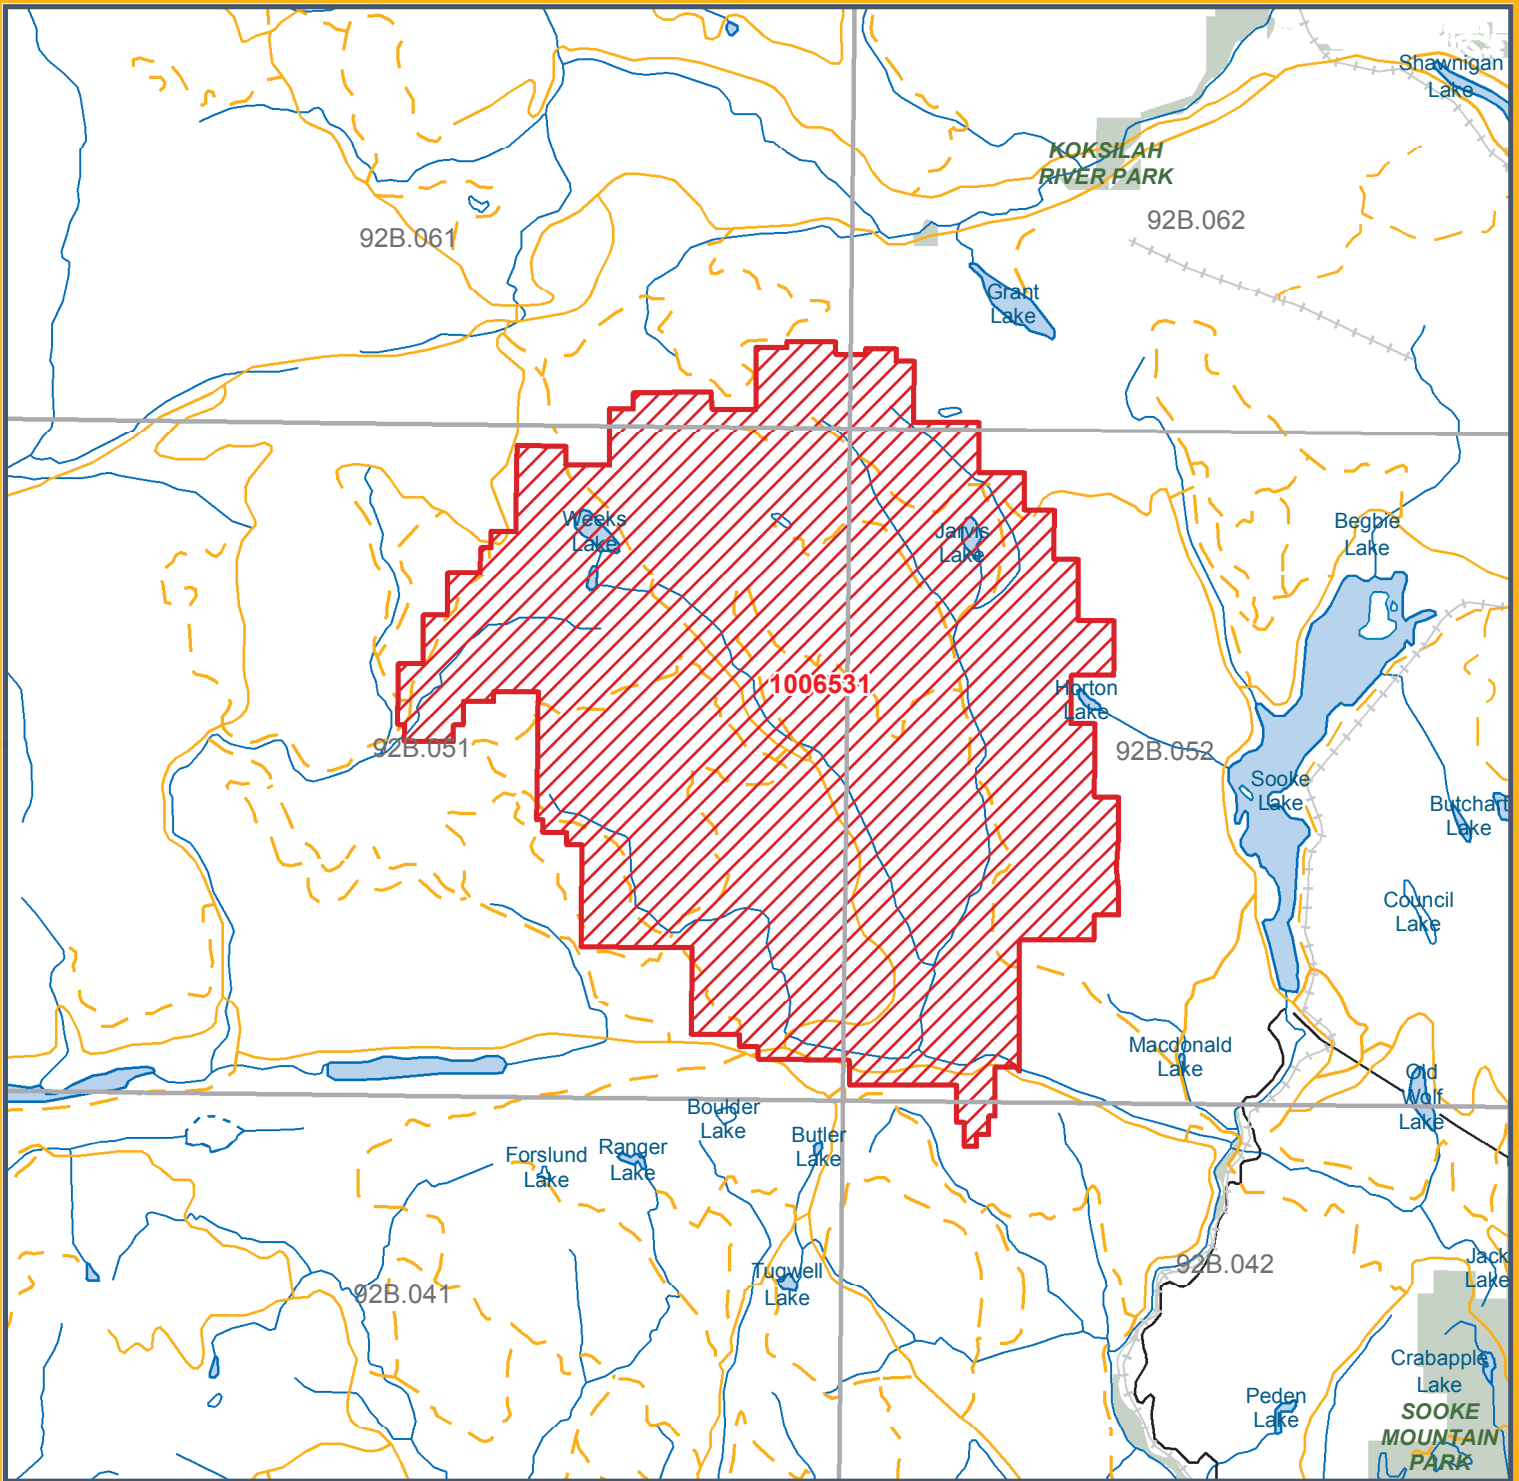 Shawnigan
Lake
KOKSILAH
RIVER PARK
92B.062
92B.061
Grant
Lake
Weeks
Lake
Jarvis
Lake
Begbie
Lake
1006531
Horton
Lake
92B.051
92B.052
Sooke
Lake
Butchart
Lake
Council
Lake
Macdonald
Lake
Old
Wolf
Lake
Boulder
Lake
Butler
Lake
Forslund
Lake
Ranger
Lake
Tugwell
Lake
92B.042
Jack
Lake
92B.041
Crabapple
Lake
Peden
Lake
SOOKE
MOUNTAIN
PARK